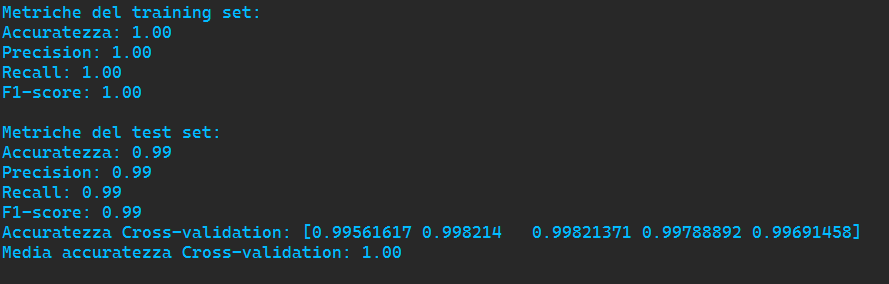 Metriche del training set:
Accuratezza: 1.00
Precision: 1.00
Recall: 1.00
F1-score: 1.00
Metriche del test set:
Accuratezza: 0.99
Precision: 0.99
Recall: 0.99
F1-score: 0.99
Accuratezza Cross-validation: [0.99561617 0.998214   0.99821371 0.99788892 0.99691458]
Media accuratezza Cross-validation: 1.00